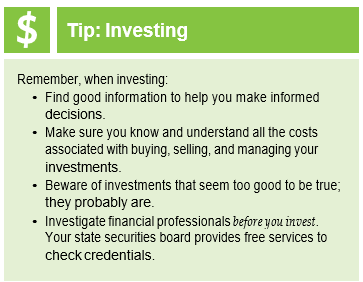 $ Tip: Investing
Remember, when investing:
• Find good information to help you make informed
decisions.
• Make sure you know and understand all the costs
associated with buying, selling, and managing your
investments.
• Beware of investments that seem too good to be true;
they probably are.
• Investigate financial professionals before you invest.
Your state securities board provides free services to
check credentials.